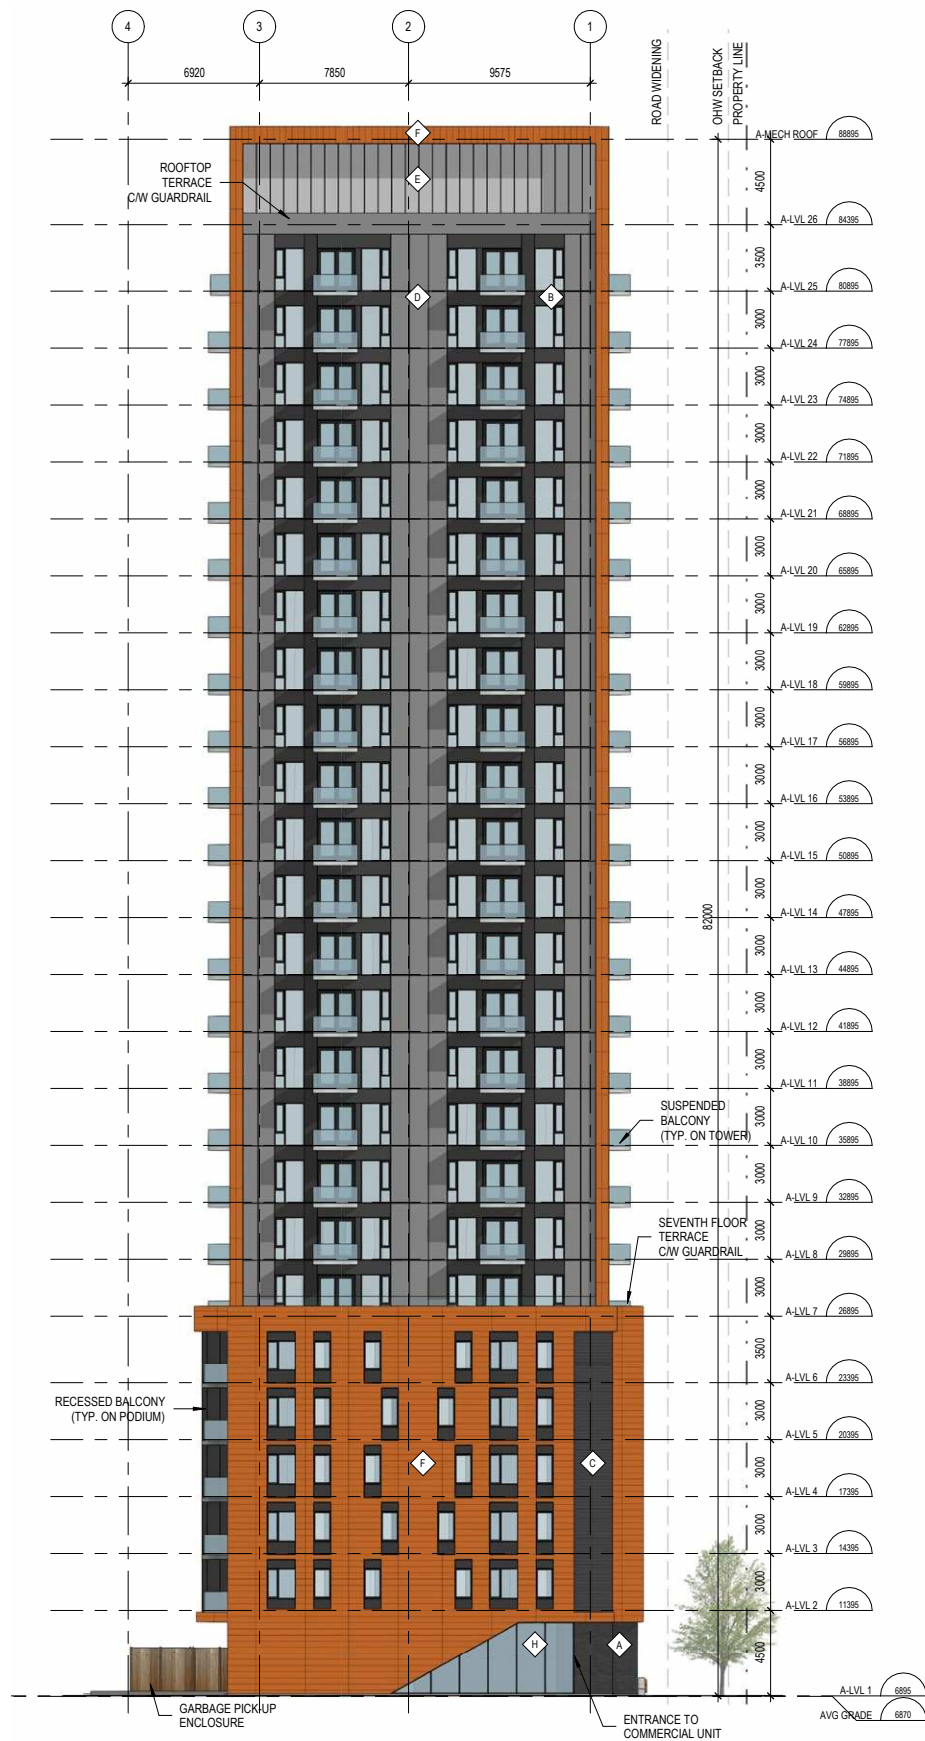 4
3
2
1
6920
7850
9575
ROAD WIDENING
OHW SETBACK
PROPERTY LINE
F
A-MECH ROOF 88895
4500
ROOFTOP
TERRACE
C/W GUARDRAIL
E
A-LVL 26 84395
3500
D
B
A-LVL 25 80895
3000
A-LVL 24 77895
3000
A-LVL 23 74895
3000
A-LVL 22 71895
3000
A-LVL 21 68895
3000
A-LVL 20 65895
3000
A-LVL 19 62895
3000
A-LVL 18 59895
3000
A-LVL 17 56895
3000
A-LVL 16 53895
3000
A-LVL 15 50895
3000
82000
A-LVL 14 47895
3000
A-LVL 13 44895
3000
A-LVL 12 41895
3000
A-LVL 11 38895
3000
SUSPENDED
BALCONY
(TYP. ON TOWER)
A-LVL 10 35895
3000
A-LVL 9 32895
3000
SEVENTH FLOOR
TERRACE
C/W GUARDRAIL
A-LVL 8 29895
3000
A-LVL 7 26895
3500
A-LVL 6 23395
RECESSED BALCONY
(TYP. ON PODIUM)
3000
A-LVL 5 20395
F
C
3000
A-LVL 4 17395
3000
A-LVL 3 14395
3000
A-LVL 2 11395
H
A
4500
A-LVL 1 6895
AVG GRADE 6870
GARBAGE PICK-UP
ENCLOSURE
ENTRANCE TO
COMMERCIAL UNIT